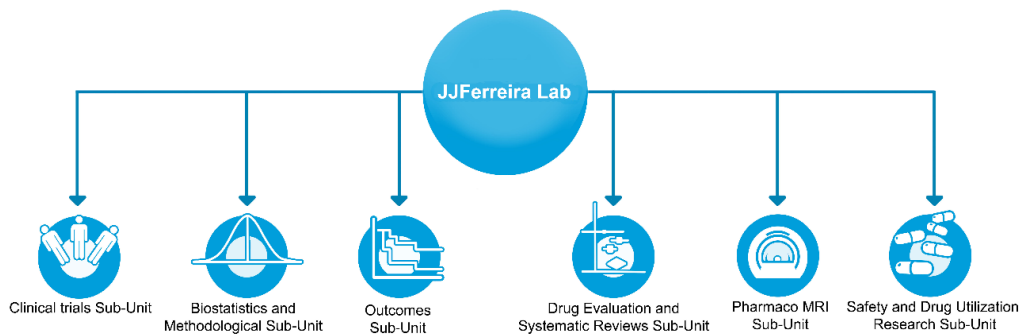 JJFerreira Lab
Clinical trials Sub-Unit
Biostatistics and
Methodological Sub-Unit
Outcomes
Sub-Unit
Drug Evaluation and
Systematic Reviews Sub-Unit
Pharmaco MRI
Sub-Unit
Safety and Drug Utilization
Research Sub-Unit